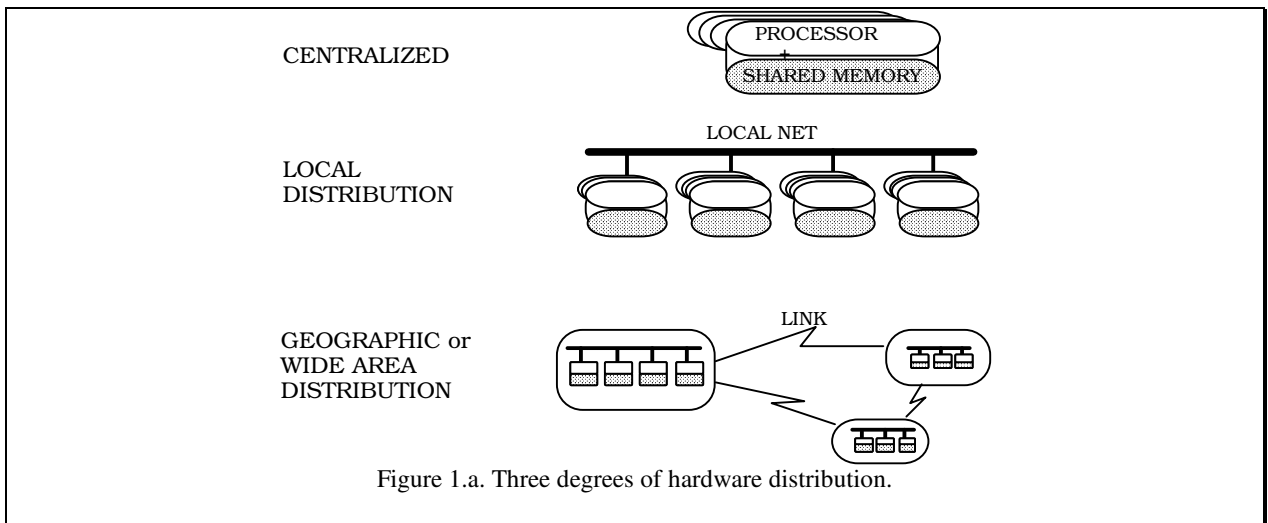 CENTRALIZED
PROCESSOR
+
SHARED MEMORY
LOCAL NET
LOCAL
DISTRIBUTION
LINK
GEOGRAPHIC or
WIDE AREA
DISTRIBUTION
Figure 1.a. Three degrees of hardware distribution.